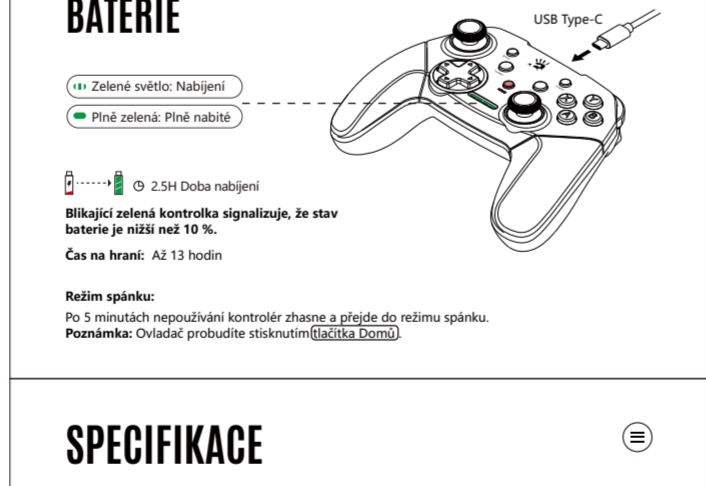 BATERIE
USB Type-C
Zelené světlo: Nabíjení
Plně zelená: Plně nabité
2.5H Doba nabíjení
Blikající zelená kontrolka signalizuje, že stav
baterie je nižší než 10 %.
Čas na hraní: Až 13 hodin
Režim spánku:
Po 5 minutách nepoužívání kontrolér zhasne a přejde do režimu spánku.
Poznámka: Ovladač probudíte stisknutím tlačítka Domů.
SPECIFIKACE